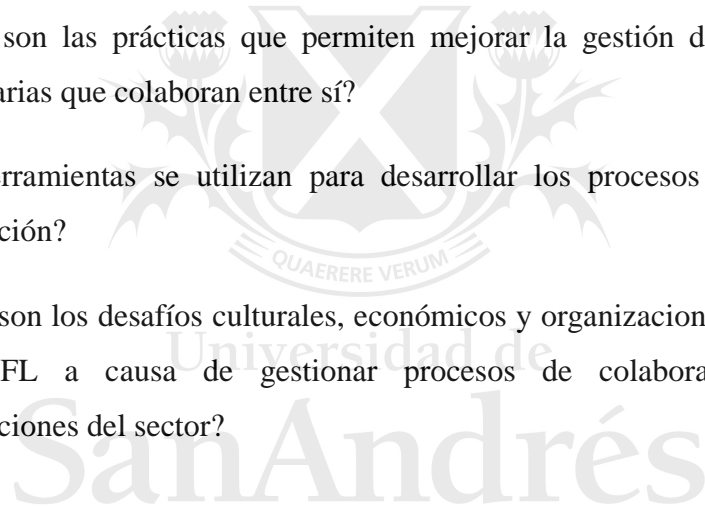 son las prácticas que permiten mejorar la gestión d
arias que colaboran entre sí?
rramientas se utilizan para desarrollar los procesos
ción?
QUAERERE VERUM
son los desafíos culturales, económicos y organizacion
Universidad de
FL a causa de gestionar procesos de colabora
ciones del sector?
SanAndrés